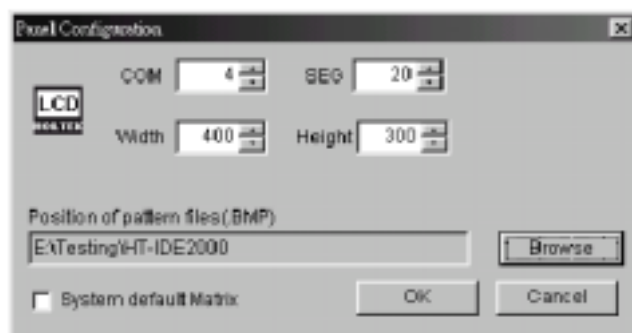 Panel Configuration
COM 4 SEG 20
LCD
HOLTEK
Width 400 Height 300
Position of pattern files(.BMP)
E:\Testing\HT-IDE2000
Browse
System default Matrix
OK
Cancel